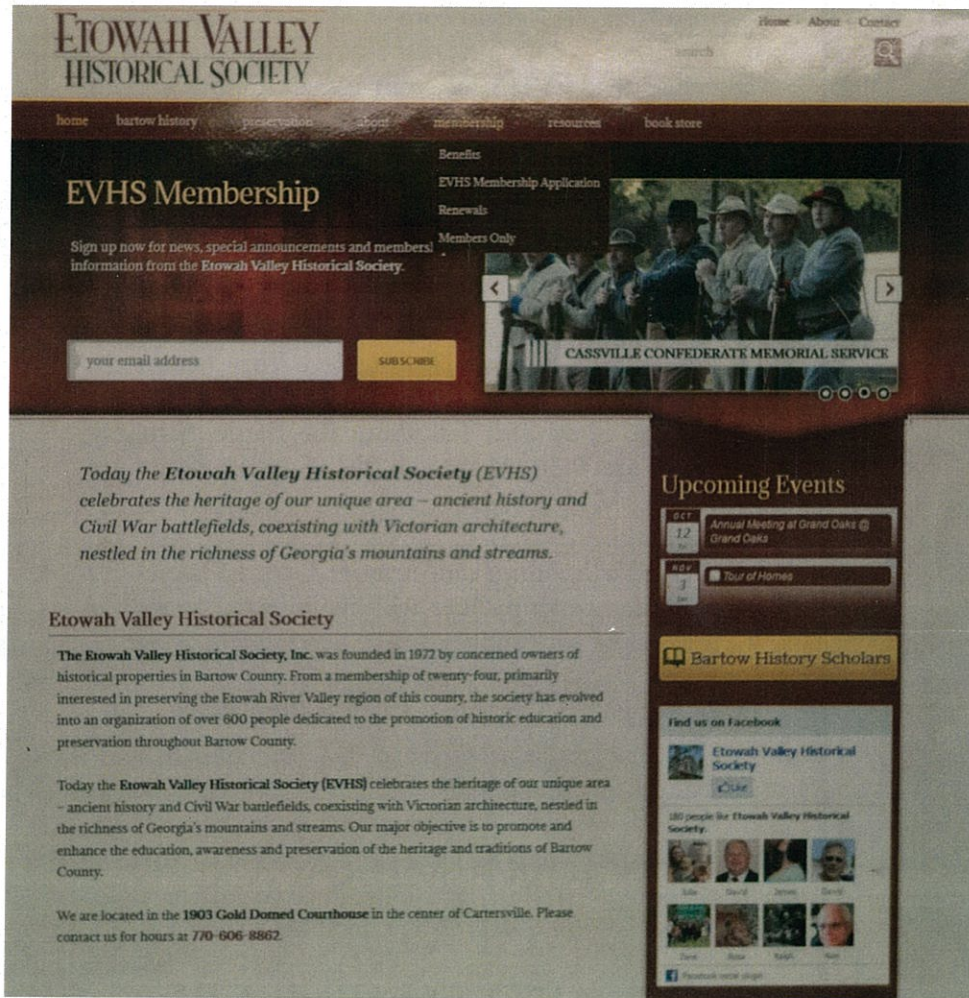 ETOWAH VALLEY
HISTORICAL SOCIETY
Home About Contact
search
home bartow history preservation about membership resources book store
Benefits
EVHS Membership Application
Renewals
Members Only
EVHS Membership
Sign up now for news, special announcements and members!
information from the Etowah Valley Historical Society.
your email address
SUBSCRIBE
CASSVILLE CONFEDERATE MEMORIAL SERVICE
Today the Etowah Valley Historical Society (EVHS)
celebrates the heritage of our unique area – ancient history and
Civil War battlefields, coexisting with Victorian architecture,
nestled in the richness of Georgia's mountains and streams.
Upcoming Events
OCT
12
Annual Meeting at Grand Oaks @
Grand Oaks
NOV
3
Tour of Homes
Bartow History Scholars
Etowah Valley Historical Society
The Etowah Valley Historical Society, Inc. was founded in 1972 by concerned owners of
historical properties in Bartow County. From a membership of twenty-four, primarily
interested in preserving the Etowah River Valley region of this county, the society has evolved
into an organization of over 600 people dedicated to the promotion of historic education and
preservation throughout Bartow County.
Today the Etowah Valley Historical Society (EVHS) celebrates the heritage of our unique area
– ancient history and Civil War battlefields, coexisting with Victorian architecture, nestled in
the richness of Georgia's mountains and streams. Our major objective is to promote and
enhance the education, awareness and preservation of the heritage and traditions of Bartow
County.
We are located in the 1903 Gold Domed Courthouse in the center of Cartersville. Please
contact us for hours at 770-606-8862.
Find us on Facebook
Etowah Valley Historical
Society
Like
180 people like Etowah Valley Historical
Society.
Julie David James David
Rosa Ralph
Facebook social plugin